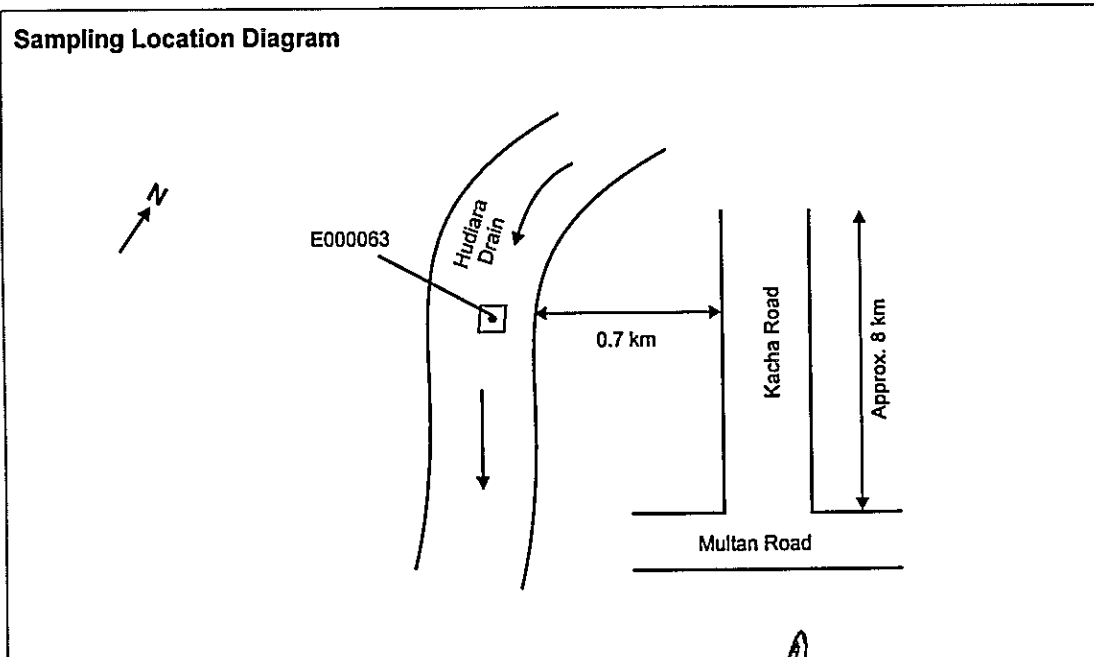 Sampling Location Diagram
N
E000063
Hudiara
Drain
0.7 km
Kacha Road
Approx. 8 km
Multan Road